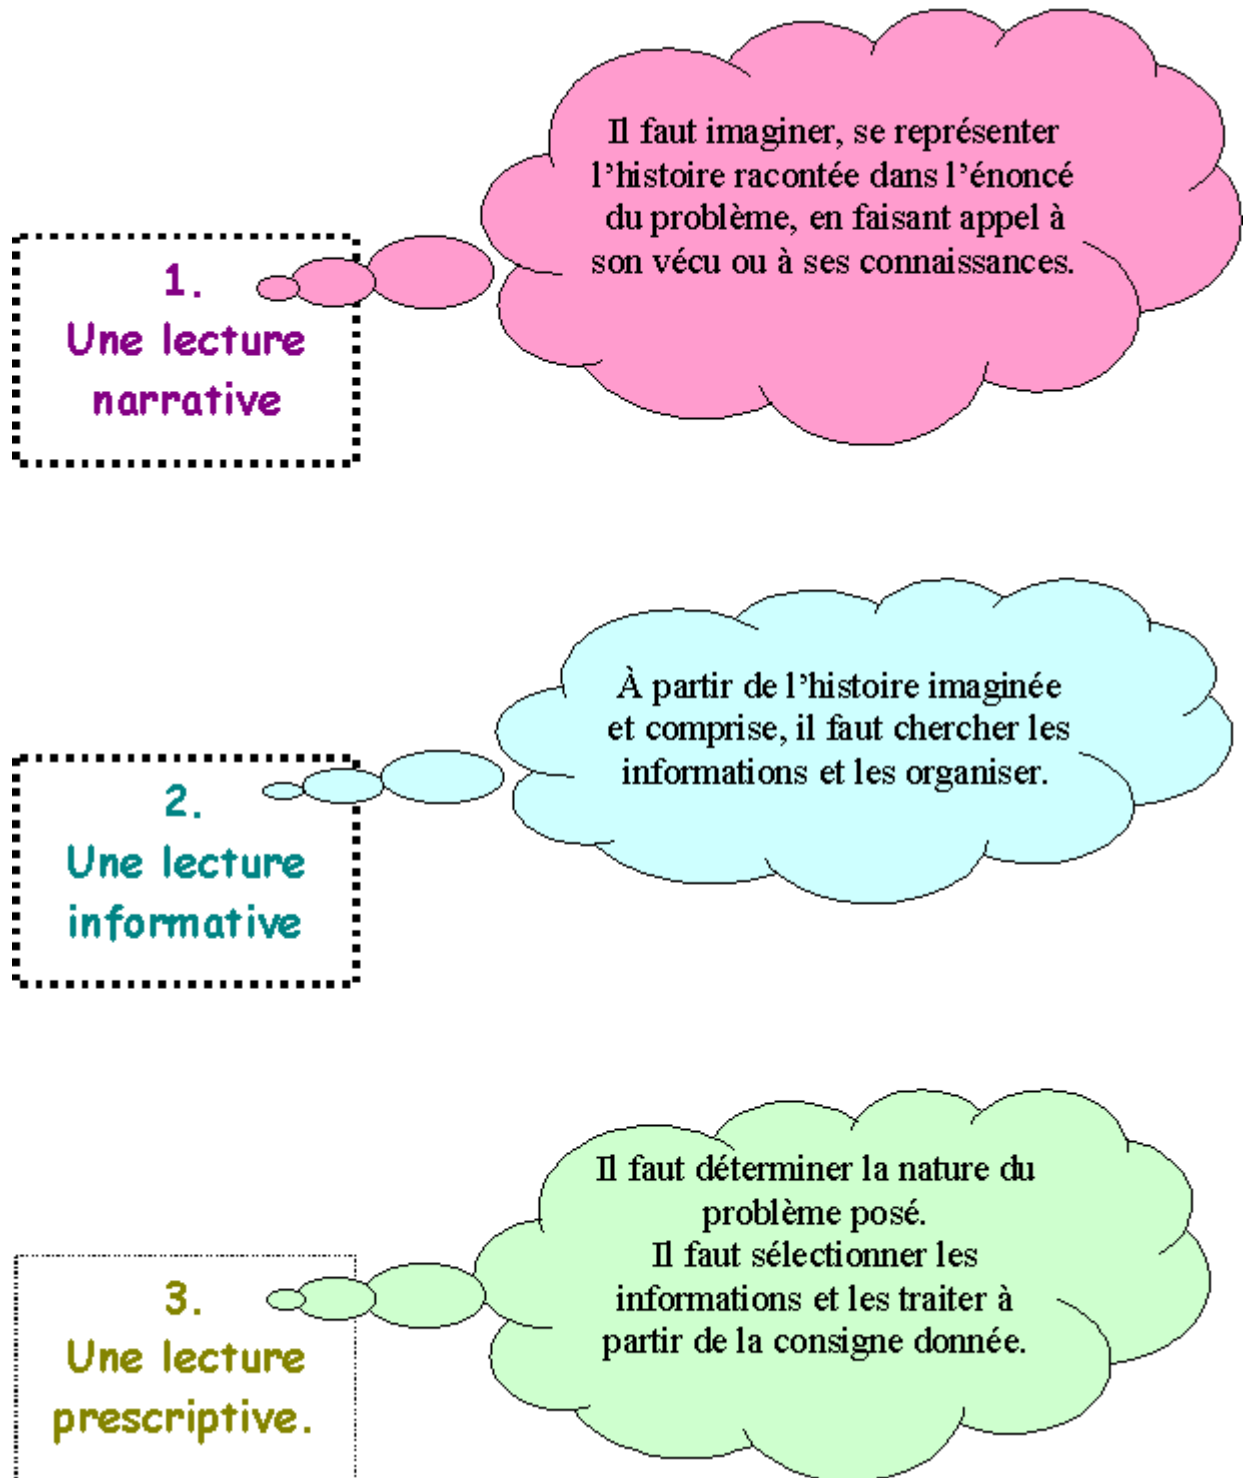 Il faut imaginer, se représenter
l'histoire racontée dans l'énoncé
du problème, en faisant appel à
son vécu ou à ses connaissances.
1.
Une lecture
narrative
À partir de l'histoire imaginée
et comprise, il faut chercher les
informations et les organiser.
2.
Une lecture
informative
Il faut déterminer la nature du
problème posé.
Il faut sélectionner les
informations et les traiter à
partir de la consigne donnée.
3.
Une lecture
prescriptive.